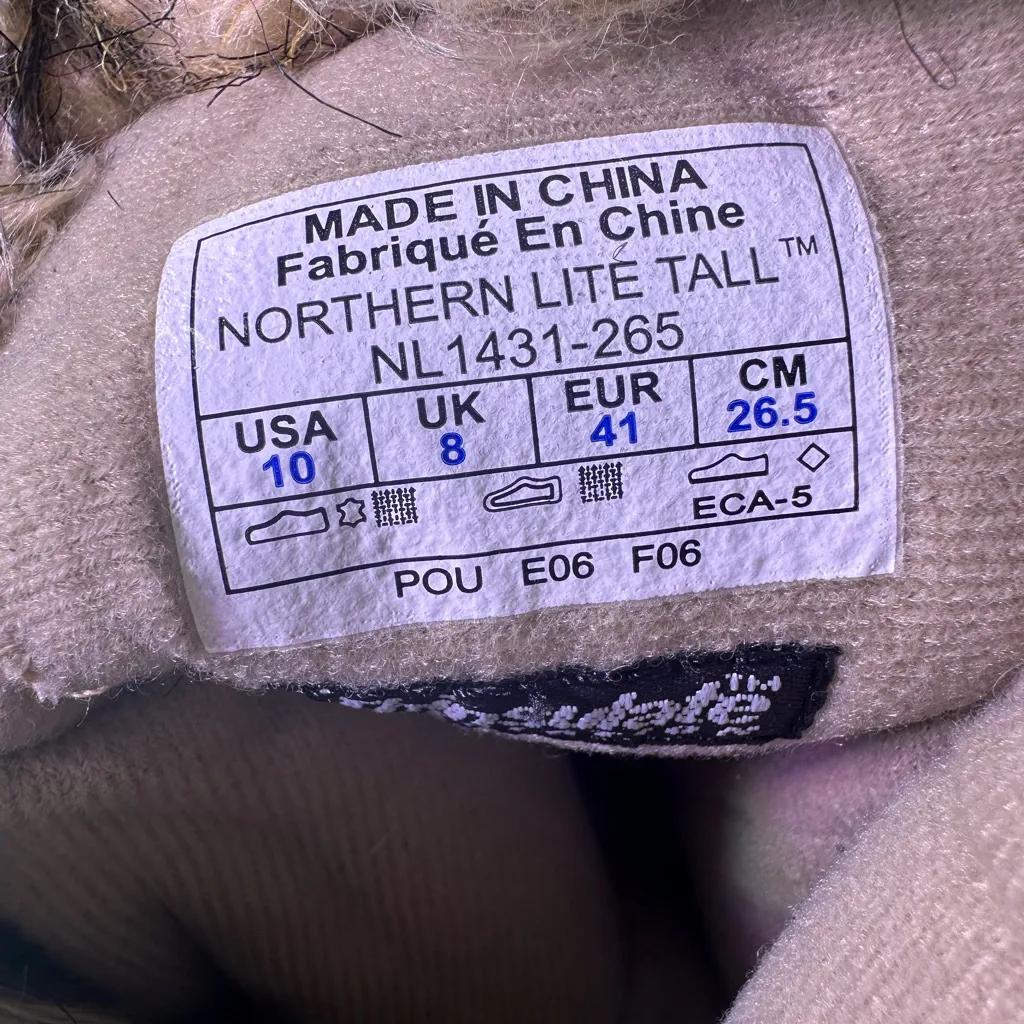 MADE IN CHINA
Fabriqué En Chine
NORTHERN LITE TALL™
NL1431-265
USA UK EUR CM
10 8 41 26.5
ECA-5
POU E06 F06